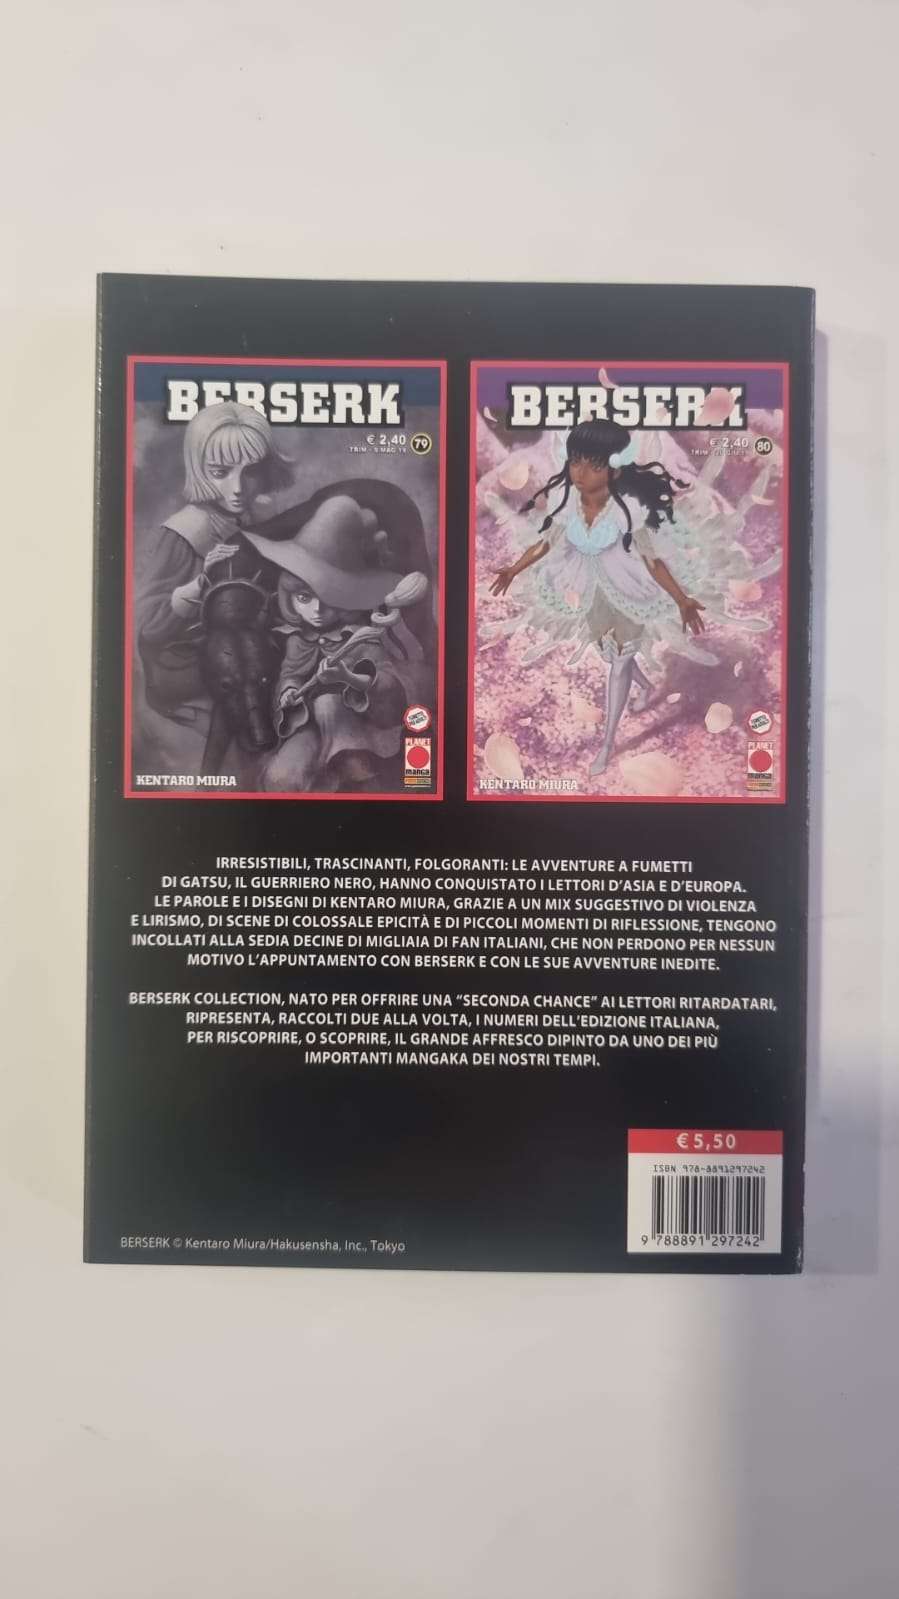 BERSERK
€ 2,40
79
KENTARO MIURA
PLANET
manga
BERSERK
€ 2,40
80
KENTARO MIURA
PLANET
manga
IRRESISTIBILI, TRASCINANTI, FOLGORANTI: LE AVVENTURE A FUMETTI
DI GATSU, IL GUERRIERO NERO, HANNO CONQUISTATO I LETTORI D'ASIA E D'EUROPA.
LE PAROLE E I DISEGNI DI KENTARO MIURA, GRAZIE A UN MIX SUGGESTIVO DI VIOLENZA
E LIRISMO, DI SCENE DI COLOSSALE EPICITÀ E DI PICCOLI MOMENTI DI RIFLESSIONE, TENGONO
INCOLLATI ALLA SEDIA DECINE DI MIGLIAIA DI FAN ITALIANI, CHE NON PERDONO PER NESSUN
MOTIVO L'APPUNTAMENTO CON BERSERK E CON LE SUE AVVENTURE INEDITE.
BERSERK COLLECTION, NATO PER OFFRIRE UNA “SECONDA CHANCE” AI LETTORI RITARDATARI,
RIPRESENTA, RACCOLTI DUE ALLA VOLTA, I NUMERI DELL'EDIZIONE ITALIANA,
PER RISCOPRIRE, O SCOPRIRE, IL GRANDE AFFRESCO DIPINTO DA UNO DEI PIÙ
IMPORTANTI MANGAKA DEI NOSTRI TEMPI.
€ 5,50
ISBN 978-8891297242
9 788891 297242
BERSERK © Kentaro Miura/Hakusensha, Inc., Tokyo